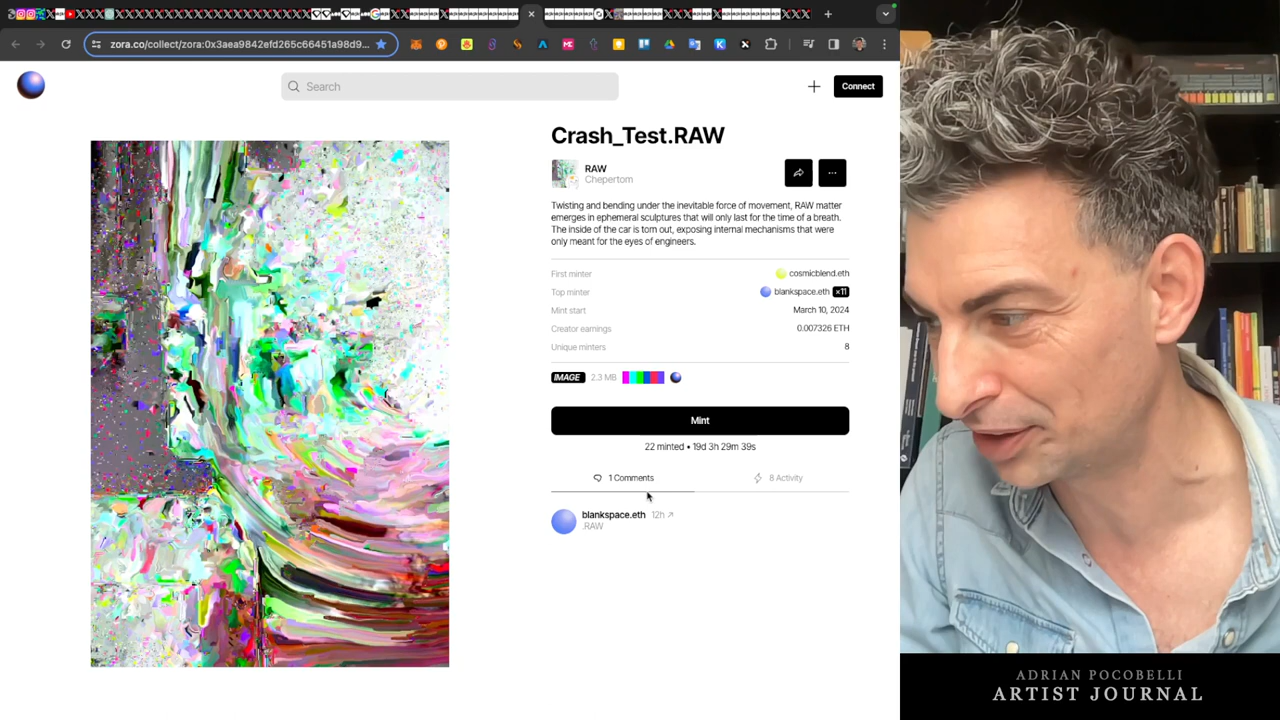 zora.co/collect/zora:0x3aea9842efd265c66451a98d9...
Search
Connect
Crash_Test.RAW
RAW
Chepertom
Twisting and bending under the inevitable force of movement, RAW matter
emerges in ephemeral sculptures that will only last for the time of a breath.
The inside of the car is torn out, exposing internal mechanisms that were
only meant for the eyes of engineers.
First minter cosmicblend.eth
Top minter blankspace.eth ×11
Mint start March 10, 2024
Creator earnings 0.007326 ETH
Unique minters 8
IMAGE 2.3 MB
Mint
22 minted • 19d 3h 29m 39s
1 Comments 8 Activity
blankspace.eth 12h
.RAW
ADRIAN POCOBELLI
ARTIST JOURNAL